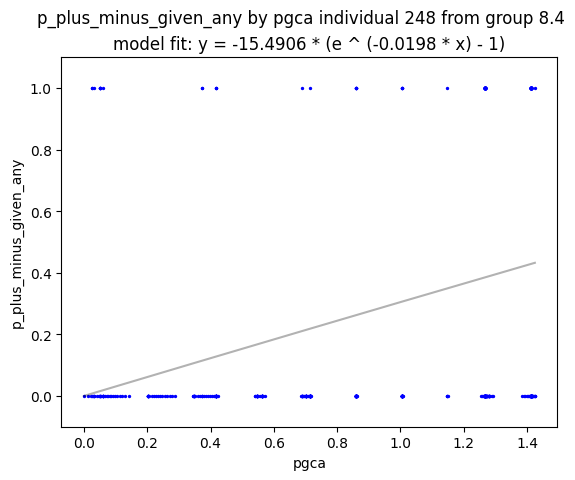 p_plus_minus_given_any by pgca individual 248 from group 8.4
model fit: y = -15.4906 * (e ^ (-0.0198 * x) - 1)
1.0
0.8
0.6
0.4
0.2
0.0
p_plus_minus_given_any
0.0 0.2 0.4 0.6 0.8 1.0 1.2 1.4
pgca